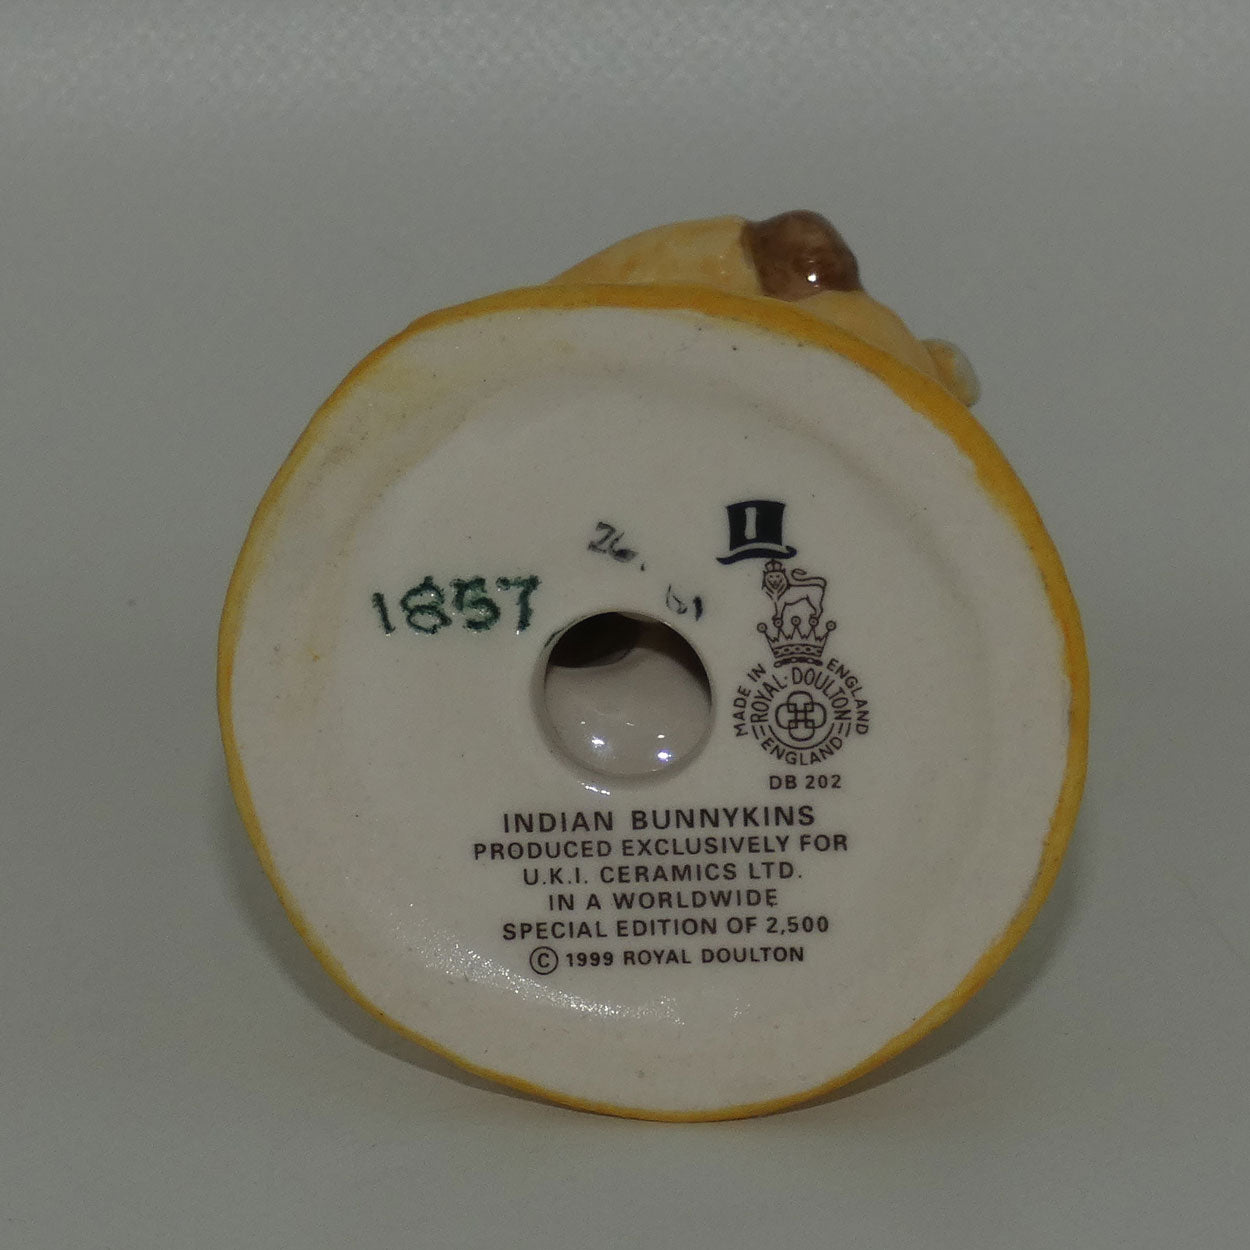 1
26.
1857
MADE IN ENGLAND
ROYAL·DOULTON
ENGLAND
DB 202
INDIAN BUNNYKINS
PRODUCED EXCLUSIVELY FOR
U.K.I. CERAMICS LTD.
IN A WORLDWIDE
SPECIAL EDITION OF 2,500
© 1999 ROYAL DOULTON